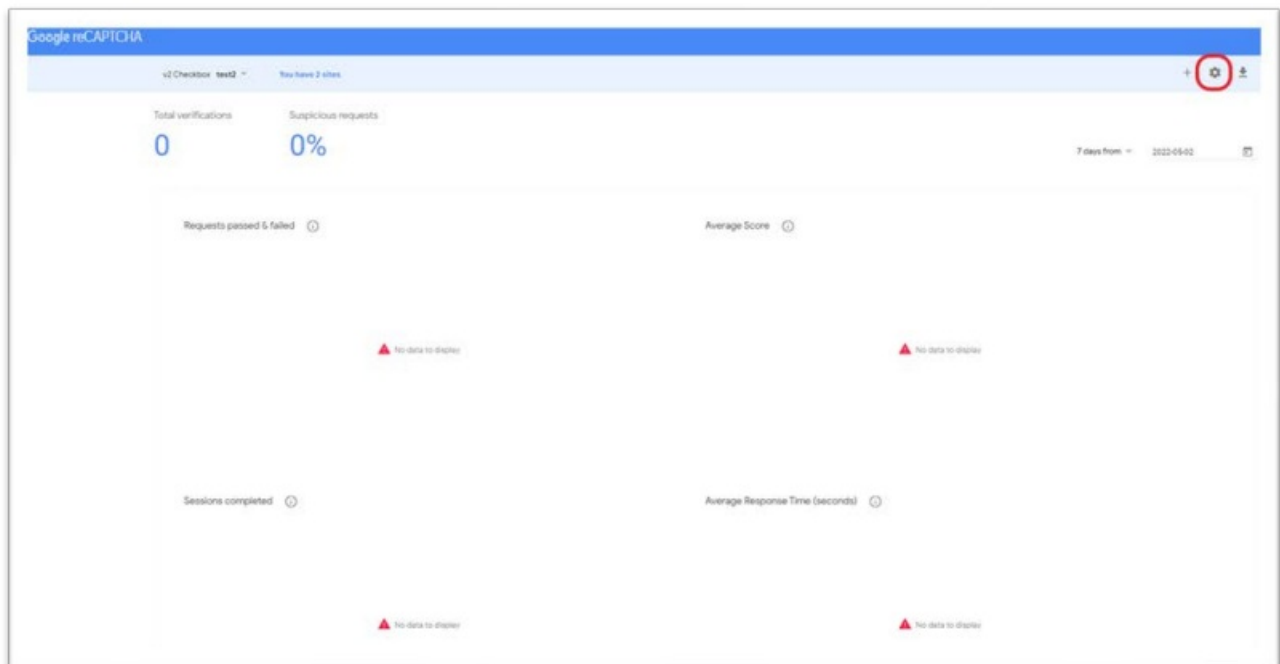 Google reCAPTCHA
v2 Checkbox test2 You have 2 sites
Total verifications Suspicious requests
0 0%
7 days from 2022-05-02
Requests passed & failed Average Score
No data to display No data to display
Sessions completed Average Response Time (seconds)
No data to display No data to display